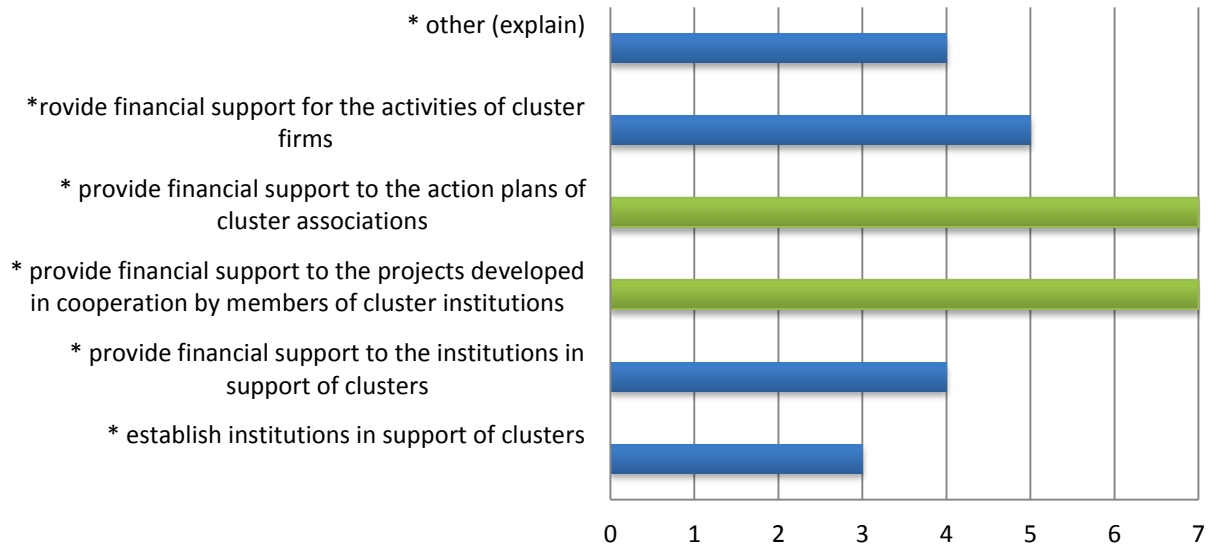 * other (explain)
*rovide financial support for the activities of cluster
firms
* provide financial support to the action plans of
cluster associations
* provide financial support to the projects developed
in cooperation by members of cluster institutions
* provide financial support to the institutions in
support of clusters
* establish institutions in support of clusters
0 1 2 3 4 5 6 7